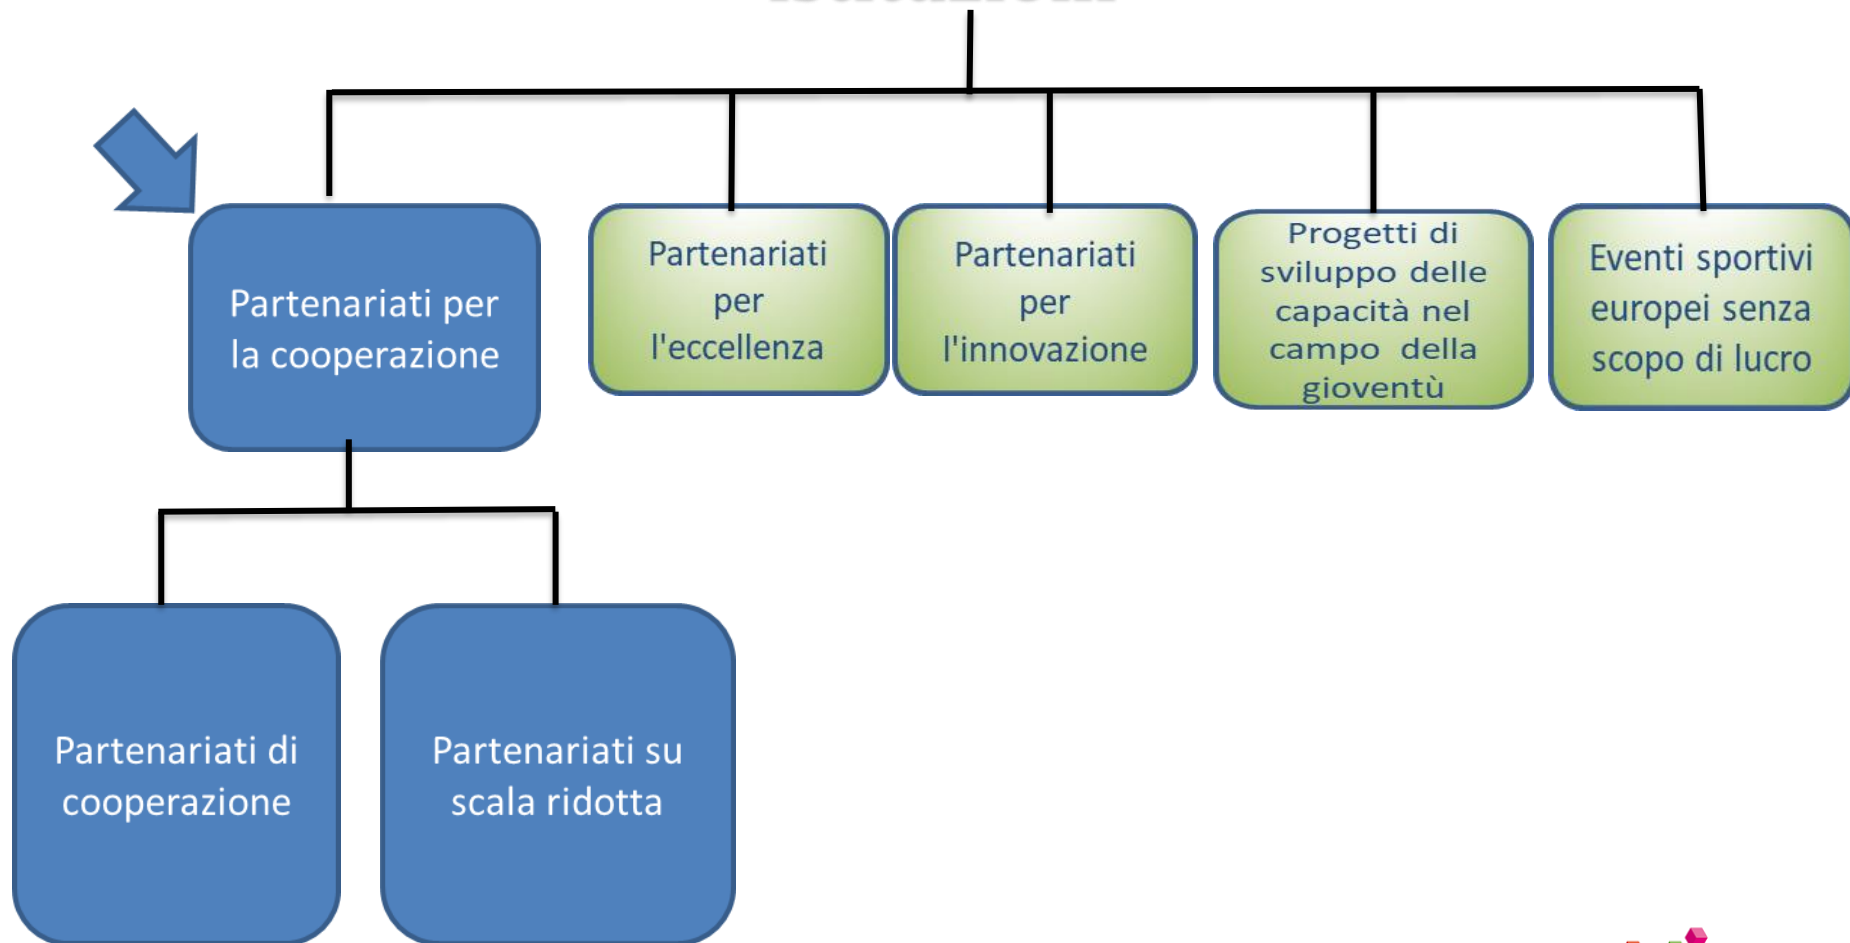 Partenariati per
la cooperazione
Partenariati
per
l'eccellenza
Partenariati
per
l'innovazione
Progetti di
sviluppo delle
capacità nel
campo della
gioventù
Eventi sportivi
europei senza
scopo di lucro
Partenariati di
cooperazione
Partenariati su
scala ridotta